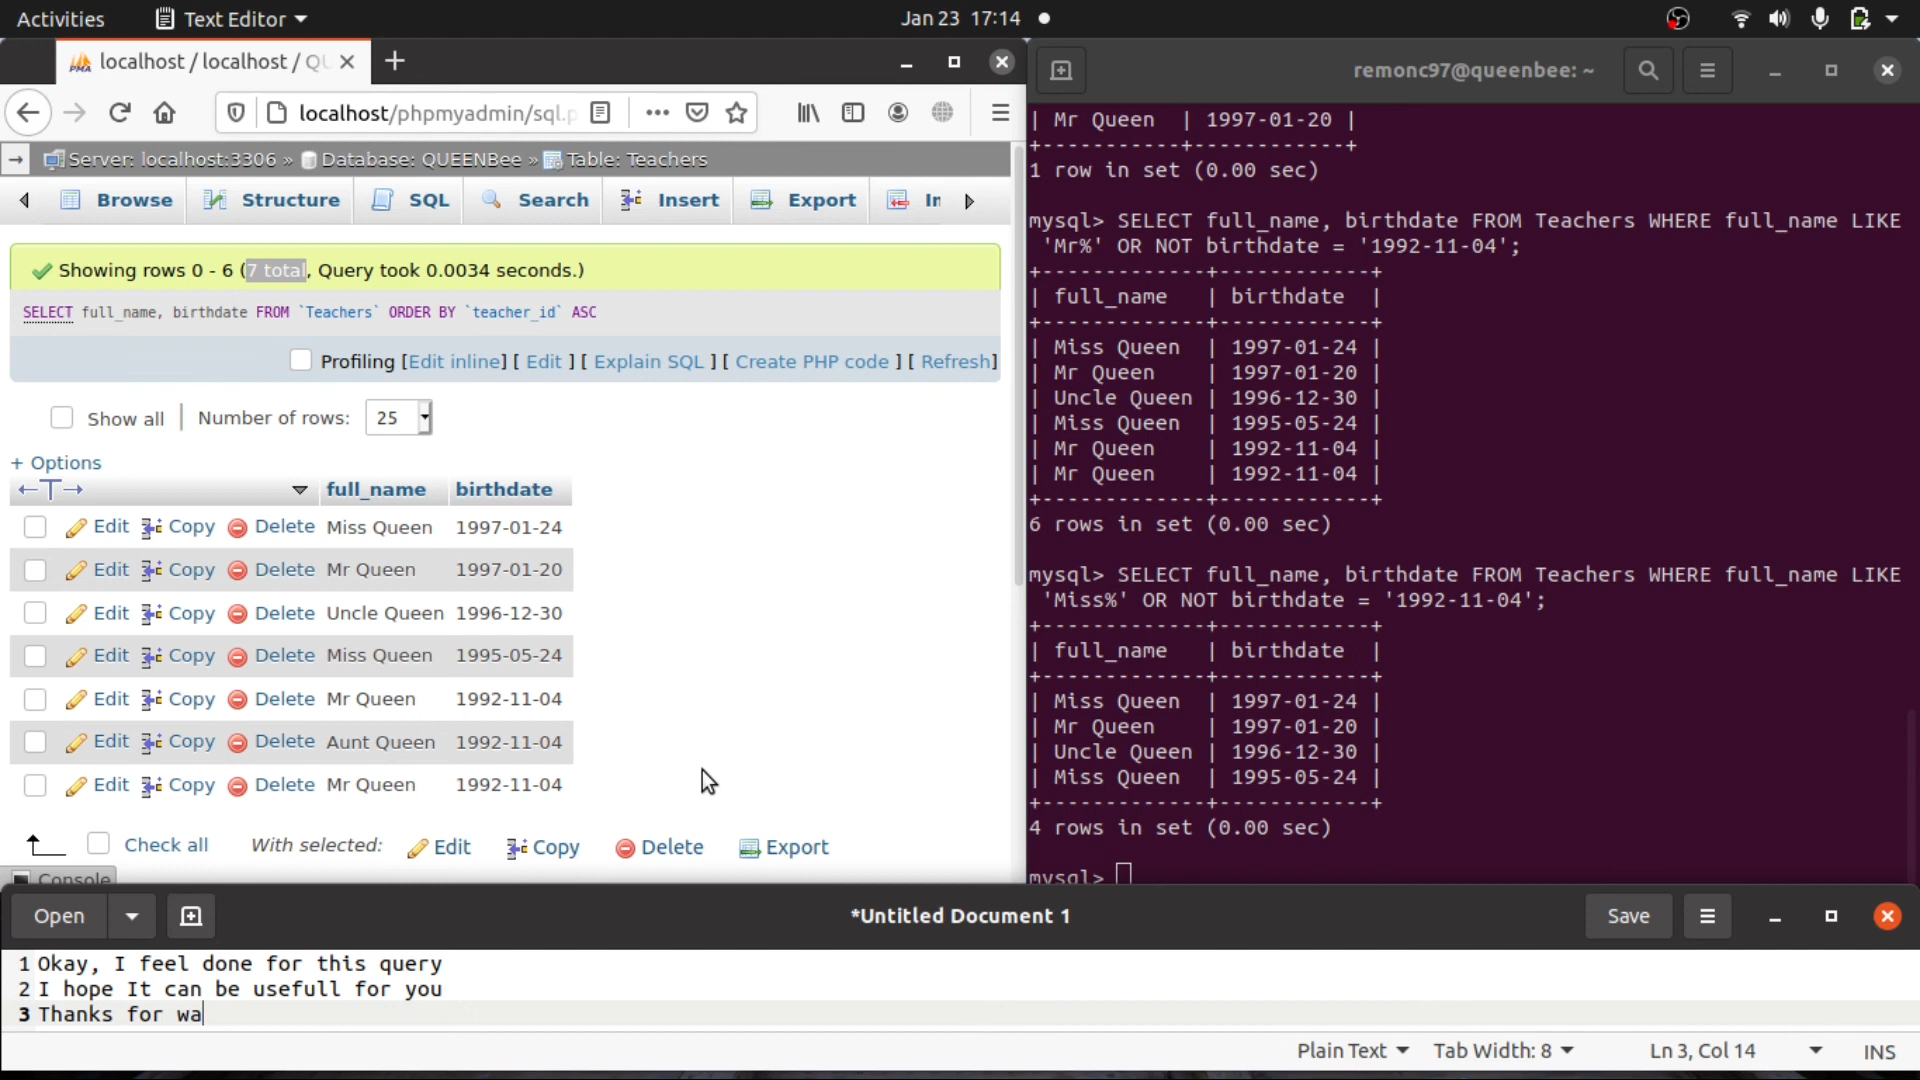 Activities Text Editor Jan 23 17:14
localhost / localhost / QU
localhost/phpmyadmin/sql.p
Server: localhost:3306 » Database: QUEENBee » Table: Teachers
Browse Structure SQL Search Insert Export In
Showing rows 0 - 6 (7 total, Query took 0.0034 seconds.)
SELECT full_name, birthdate FROM `Teachers` ORDER BY `teacher_id` ASC
Profiling [Edit inline] [ Edit ] [ Explain SQL ] [ Create PHP code ] [ Refresh]
Show all Number of rows: 25
+ Options
←T→ full_name birthdate
Edit Copy Delete Miss Queen 1997-01-24
Edit Copy Delete Mr Queen 1997-01-20
Edit Copy Delete Uncle Queen 1996-12-30
Edit Copy Delete Miss Queen 1995-05-24
Edit Copy Delete Mr Queen 1992-11-04
Edit Copy Delete Aunt Queen 1992-11-04
Edit Copy Delete Mr Queen 1992-11-04
Check all With selected: Edit Copy Delete Export
Console
remonc97@queenbee: ~
| Mr Queen | 1997-01-20 |
+-----------+------------+
1 row in set (0.00 sec)
mysql> SELECT full_name, birthdate FROM Teachers WHERE full_name LIKE
'Mr%' OR NOT birthdate = '1992-11-04';
+-------------+------------+
| full_name | birthdate |
+-------------+------------+
| Miss Queen | 1997-01-24 |
| Mr Queen | 1997-01-20 |
| Uncle Queen | 1996-12-30 |
| Miss Queen | 1995-05-24 |
| Mr Queen | 1992-11-04 |
| Mr Queen | 1992-11-04 |
+-------------+------------+
6 rows in set (0.00 sec)
mysql> SELECT full_name, birthdate FROM Teachers WHERE full_name LIKE
'Miss%' OR NOT birthdate = '1992-11-04';
+-------------+------------+
| full_name | birthdate |
+-------------+------------+
| Miss Queen | 1997-01-24 |
| Mr Queen | 1997-01-20 |
| Uncle Queen | 1996-12-30 |
| Miss Queen | 1995-05-24 |
+-------------+------------+
4 rows in set (0.00 sec)
mysql>
Open *Untitled Document 1 Save
1 Okay, I feel done for this query
2 I hope It can be usefull for you
3 Thanks for wa
Plain Text Tab Width: 8 Ln 3, Col 14 INS